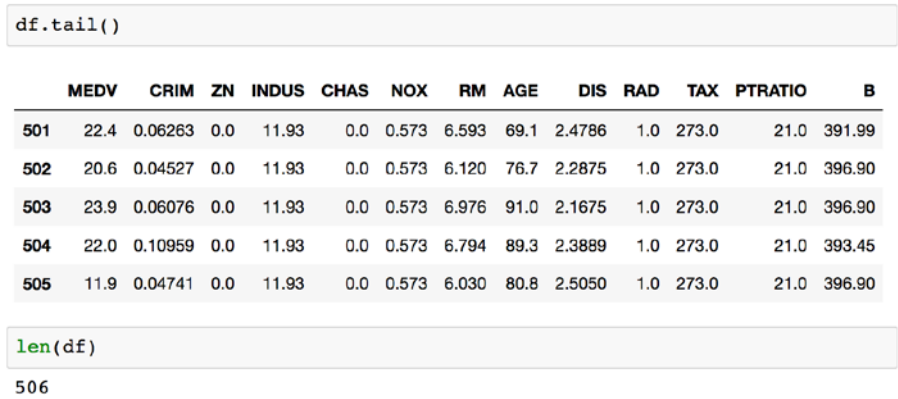 df.tail()
MEDV CRIM ZN INDUS CHAS NOX RM AGE DIS RAD TAX PTRATIO B
501 22.4 0.06263 0.0 11.93 0.0 0.573 6.593 69.1 2.4786 1.0 273.0 21.0 391.99
502 20.6 0.04527 0.0 11.93 0.0 0.573 6.120 76.7 2.2875 1.0 273.0 21.0 396.90
503 23.9 0.06076 0.0 11.93 0.0 0.573 6.976 91.0 2.1675 1.0 273.0 21.0 396.90
504 22.0 0.10959 0.0 11.93 0.0 0.573 6.794 89.3 2.3889 1.0 273.0 21.0 393.45
505 11.9 0.04741 0.0 11.93 0.0 0.573 6.030 80.8 2.5050 1.0 273.0 21.0 396.90
len(df)
506